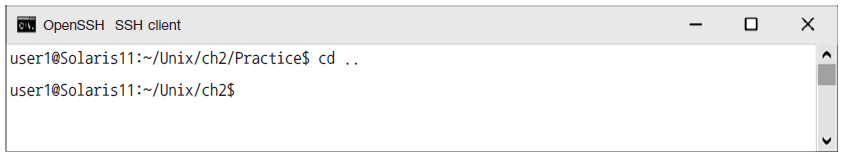 OpenSSH SSH client
user1@Solaris11:~/Unix/ch2/Practice$ cd ..
user1@Solaris11:~/Unix/ch2$